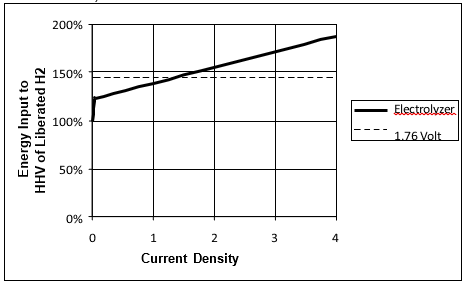 200%
150%
100%
50%
0%
Energy Input to
HHV of Liberated H2
0 1 2 3 4
Current Density
Electrolyzer
1.76 Volt